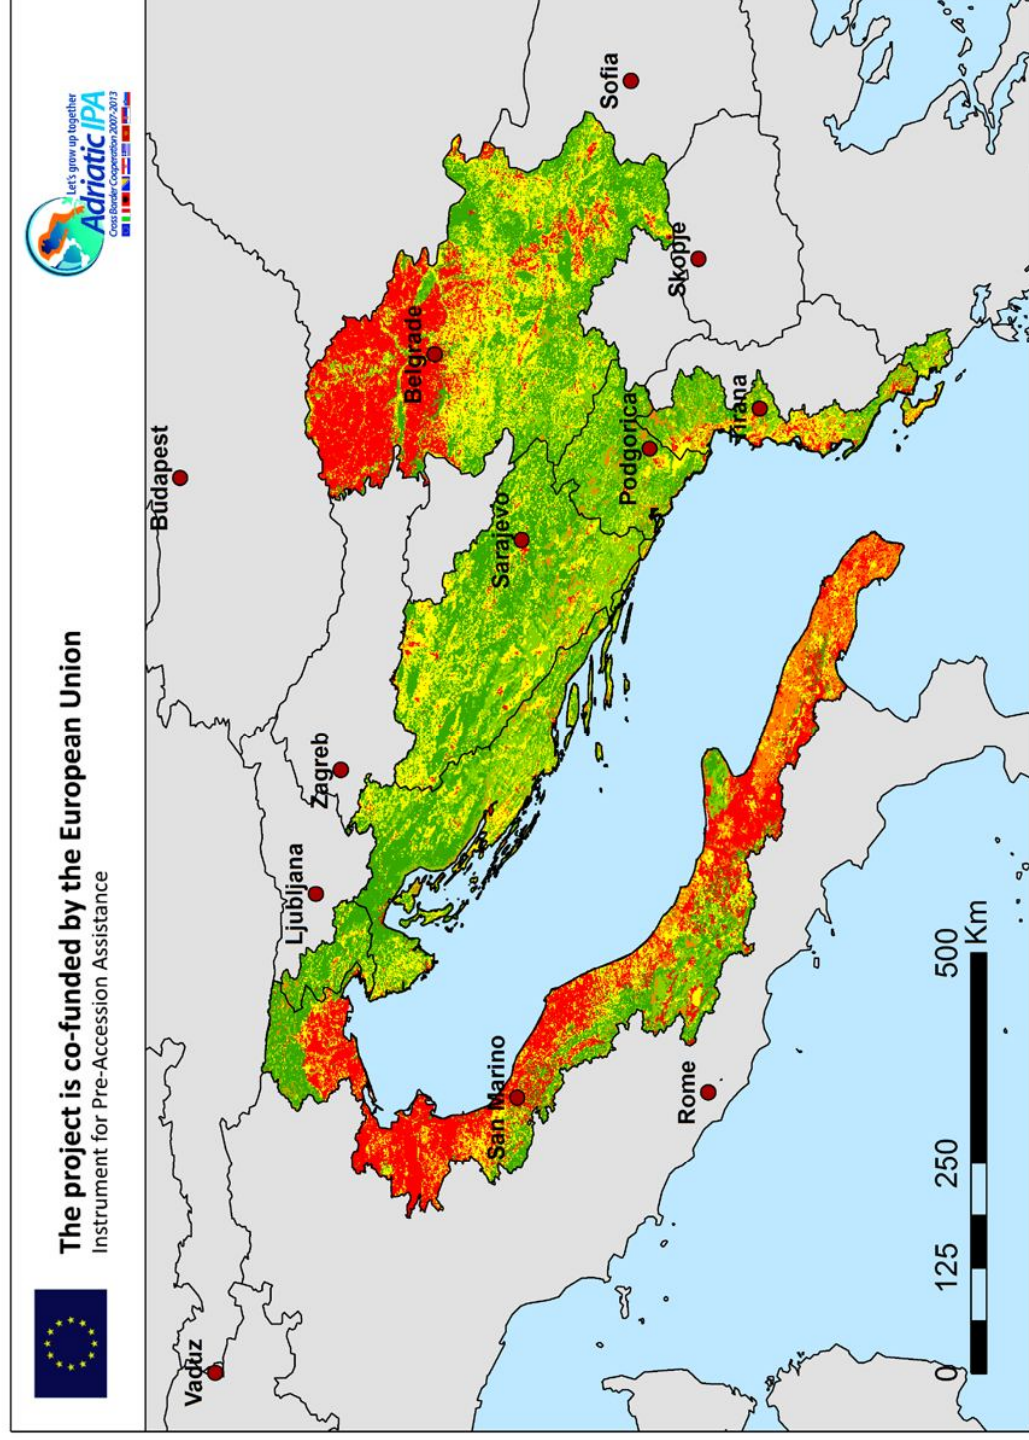 The project is co-funded by the European Union
Instrument for Pre-Accession Assistance
Let's grow up together
Adriatic IPA
Cross Border Cooperation 2007-2013
Vaduz
Budapest
Ljubljana
Zagreb
Belgrade
Sarajevo
San Marino
Sofia
Podgorica
Skopje
Rome
Tirana
0 125 250 500
Km